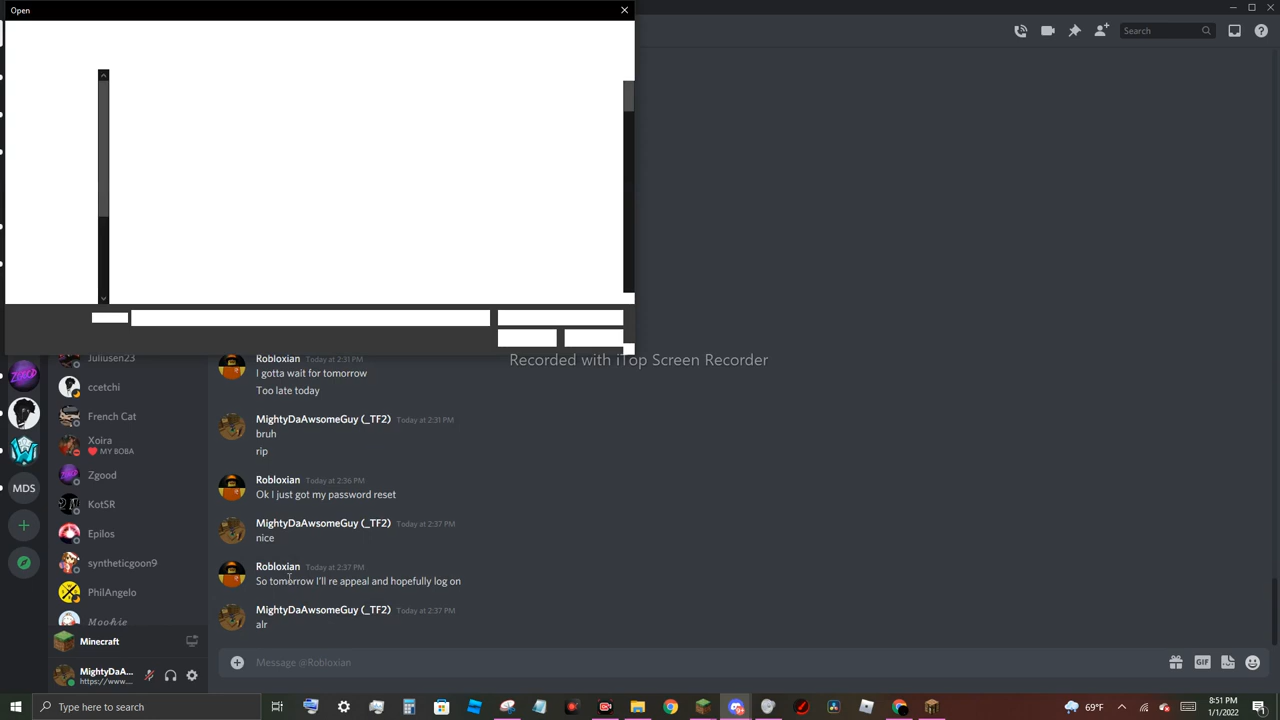 Open
Search
Juliusen23
ccetchi
French Cat
Xoira
MY BOBA
Zgood
KotSR
Epilos
syntheticgoon9
PhilAngelo
Mookie
ZGOOD
MDS
Minecraft
MightyDaA...
https://www....
Robloxian Today at 2:31 PM
I gotta wait for tomorrow
Too late today
MightyDaAwsomeGuy (_TF2) Today at 2:31 PM
bruh
rip
Robloxian Today at 2:36 PM
Ok I just got my password reset
MightyDaAwsomeGuy (_TF2) Today at 2:37 PM
nice
Robloxian Today at 2:37 PM
So tomorrow I'll re appeal and hopefully log on
MightyDaAwsomeGuy (_TF2) Today at 2:37 PM
alr
Message @Robloxian
GIF
Recorded with iTop Screen Recorder
Type here to search
69°F
8:51 PM
1/1/2022